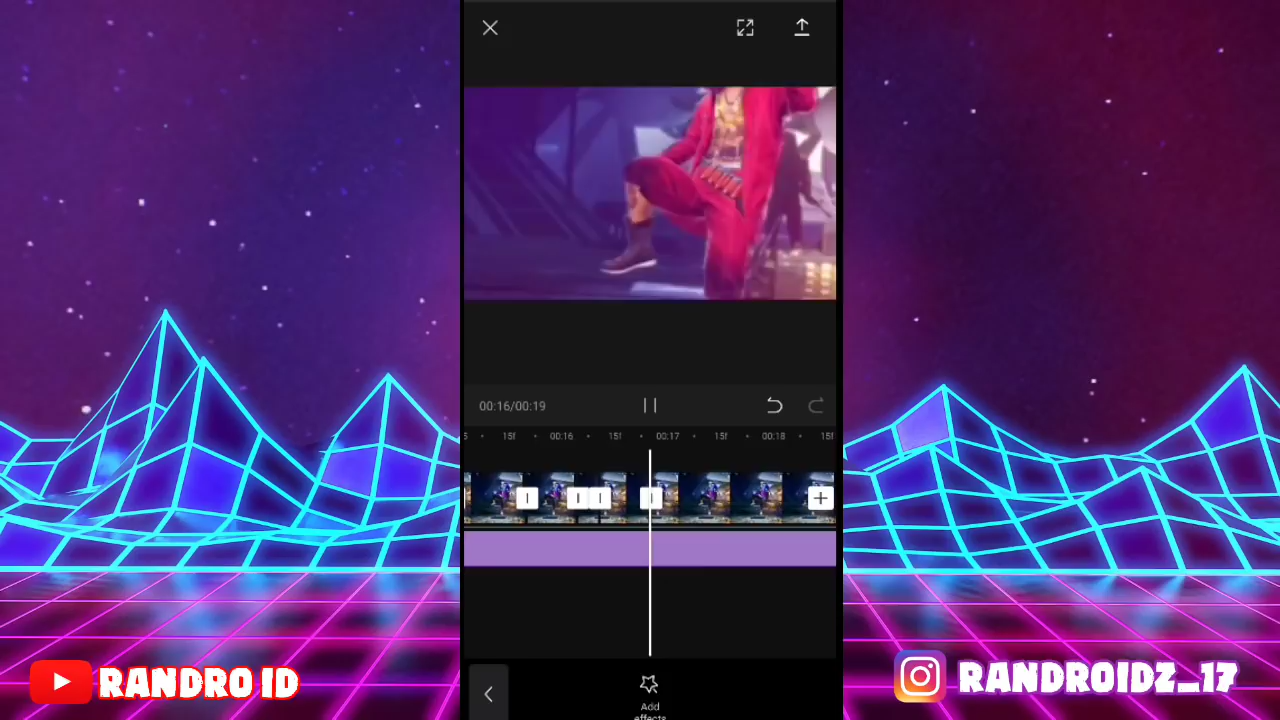 00:16/00:19
5 15f 00:16 15f 00:17 15f 00:18 15f
Add
effects
RANDRO ID
RANDROIDZ_17